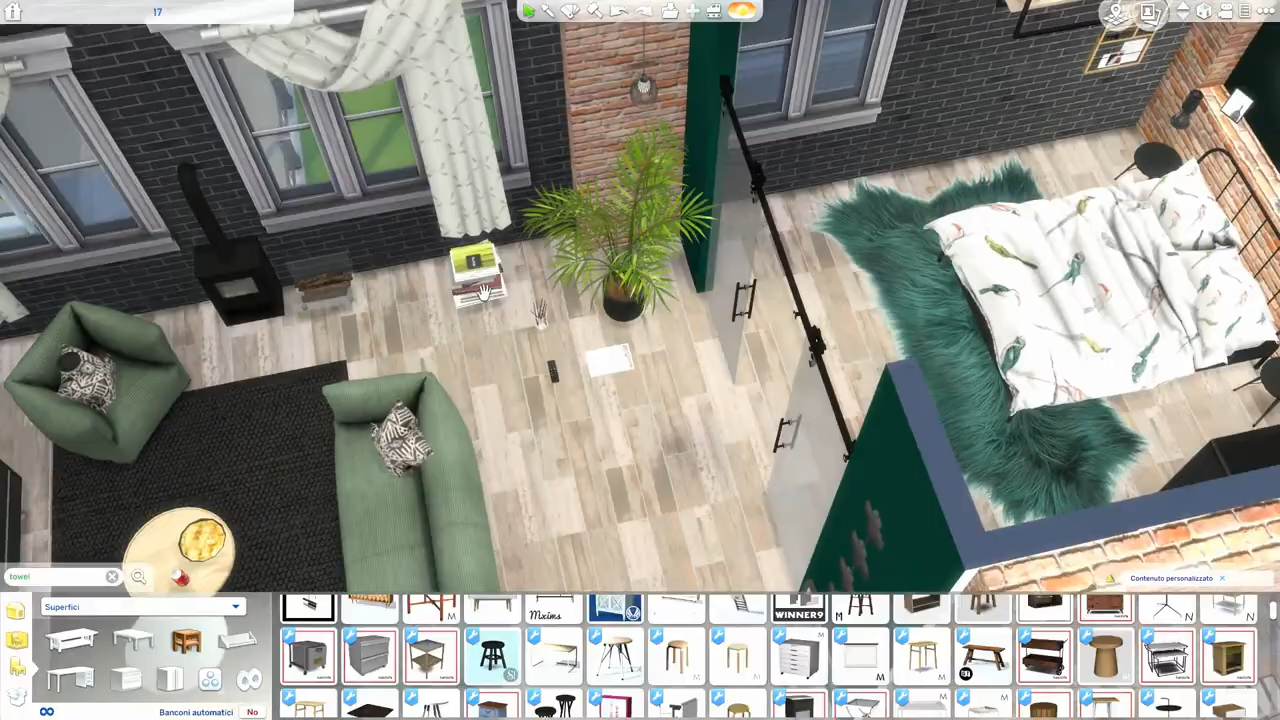 17
towel
Contenuto personalizzato
Superfici
Mxims
WINNER9
M
M
N
N
M
M
M
Banconi automatici No